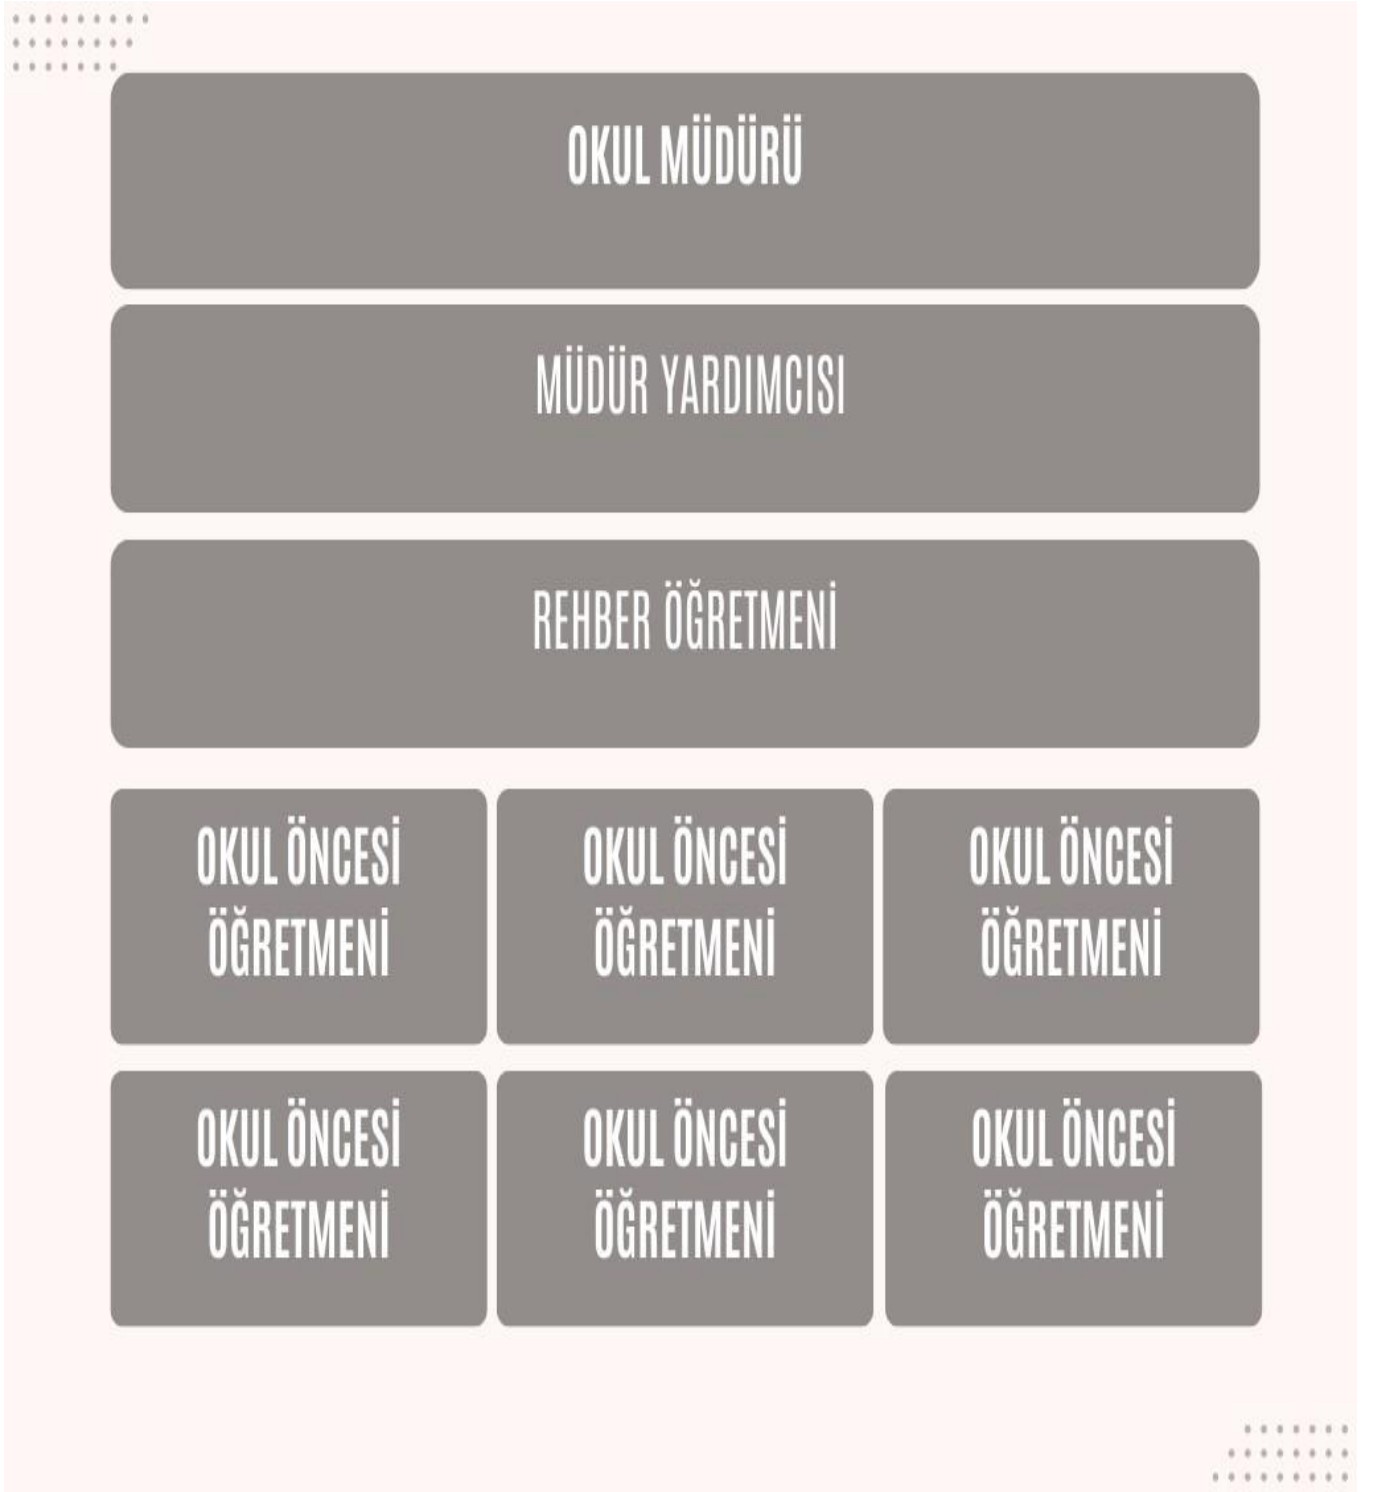 OKUL MÜDÜRÜ
MÜDÜR YARDIMCISI
REHBER ÖĞRETMENİ
OKUL ÖNCESİ
ÖĞRETMENİ
OKUL ÖNCESİ
ÖĞRETMENİ
OKUL ÖNCESİ
ÖĞRETMENİ
OKUL ÖNCESİ
ÖĞRETMENİ
OKUL ÖNCESİ
ÖĞRETMENİ
OKUL ÖNCESİ
ÖĞRETMENİ